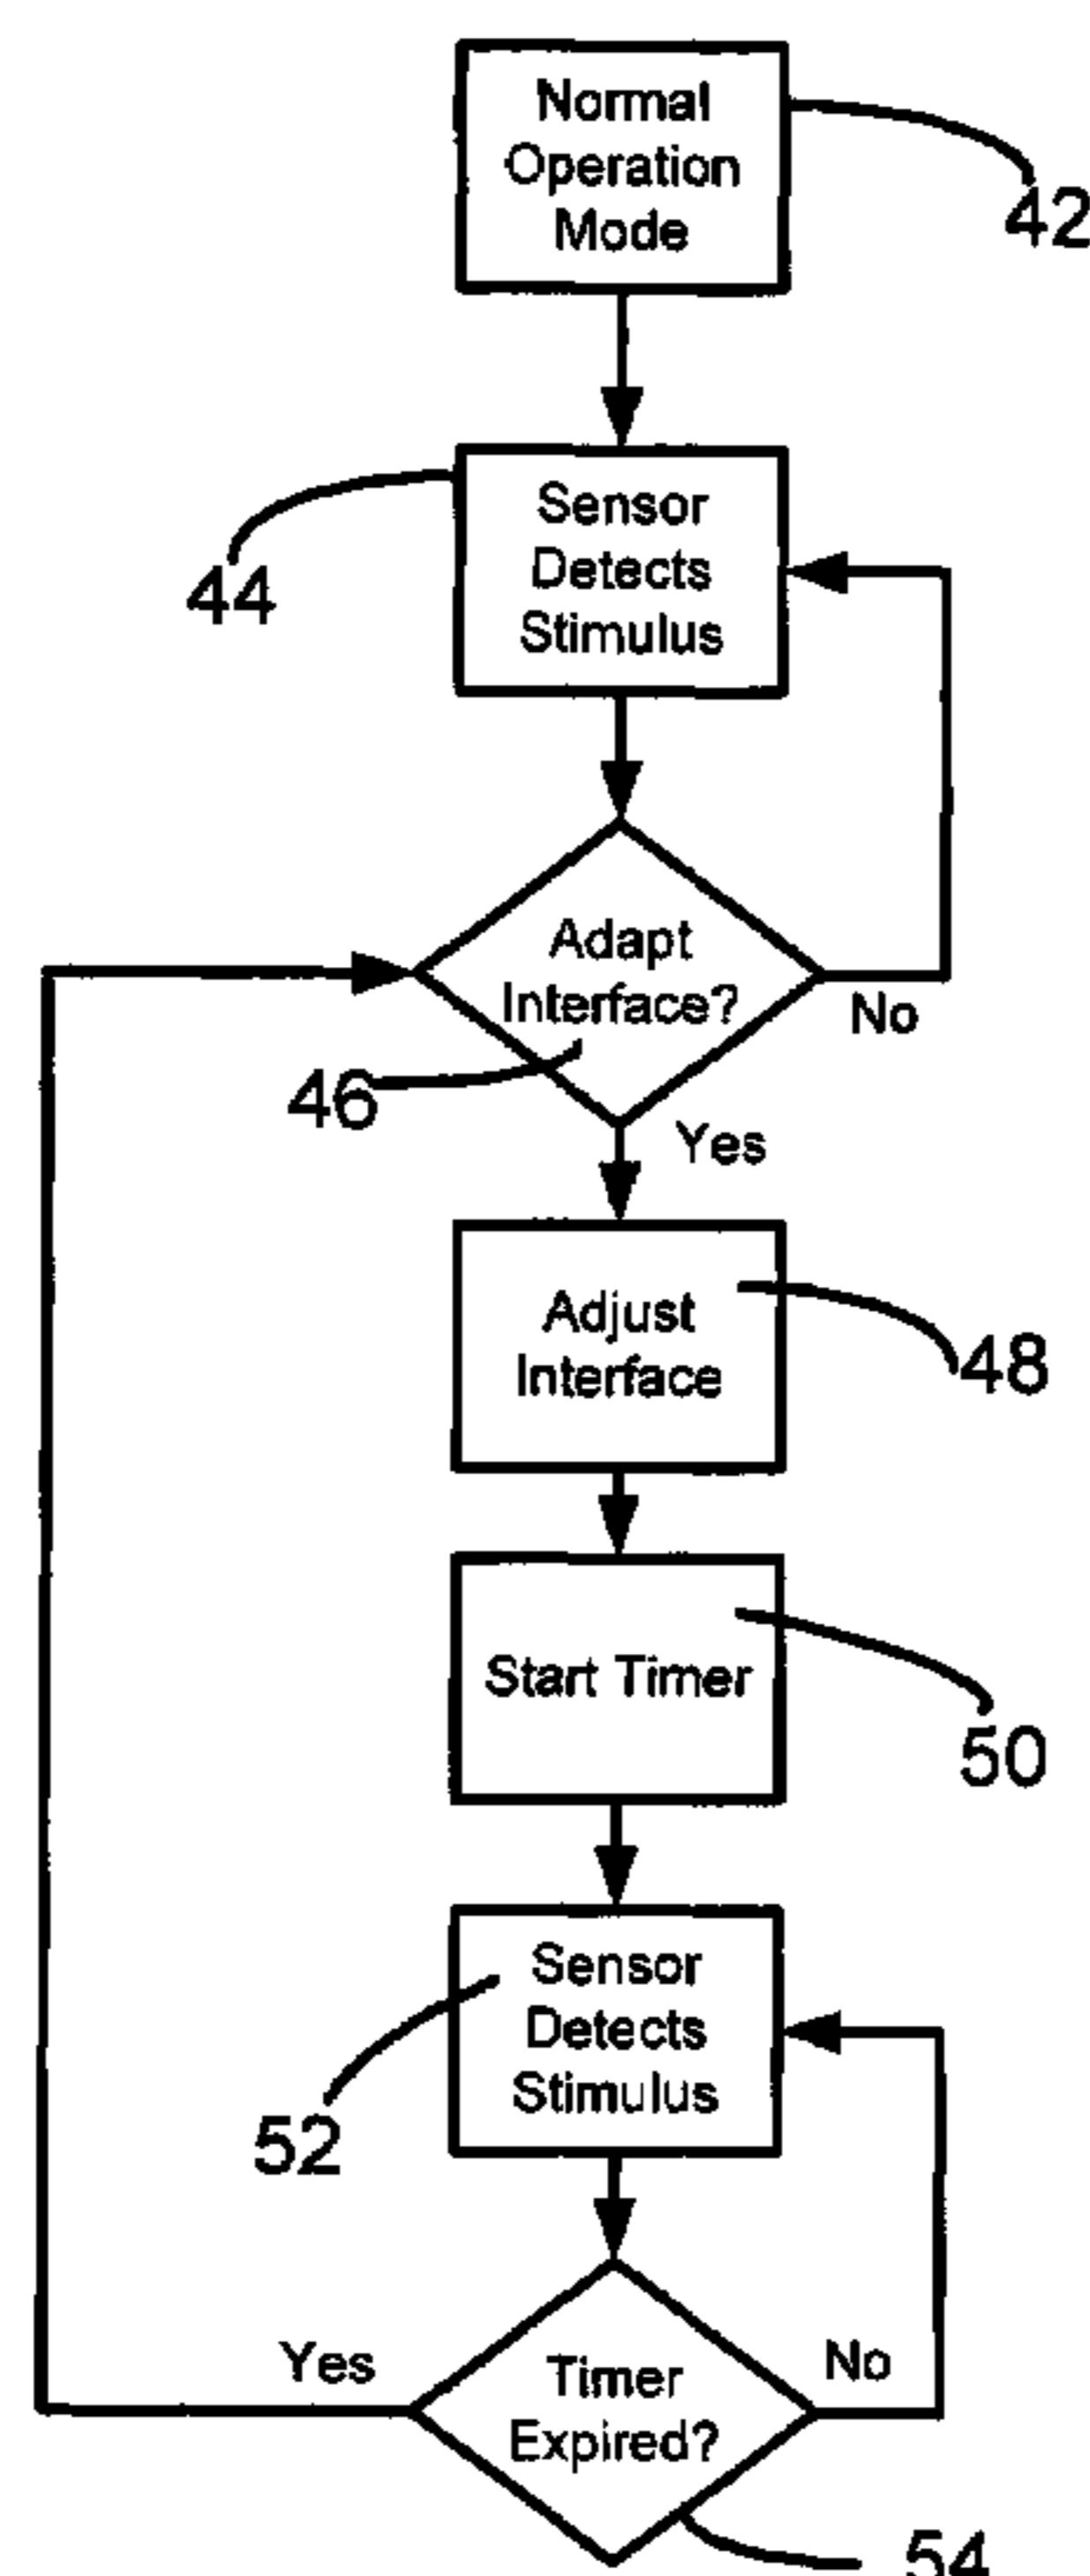 Normal
Operation
Mode
42
Sensor
Detects
Stimulus
44
Adapt
Interface?
No
46
Yes
Adjust
Interface
48
Start Timer
50
Sensor
Detects
Stimulus
52
Yes
No
Timer
Expired?
54